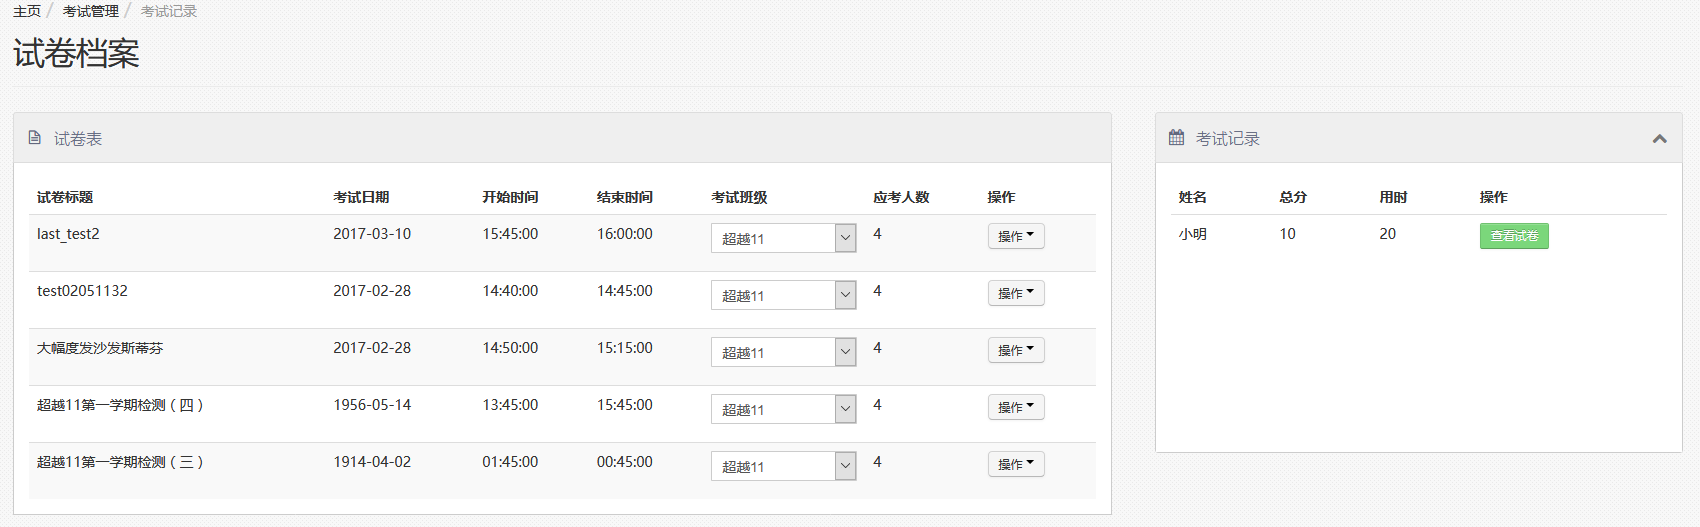 主页 / 考试管理 / 考试记录
试卷档案
试卷表
试卷标题 考试日期 开始时间 结束时间 考试班级 应考人数 操作
last_test2 2017-03-10 15:45:00 16:00:00 超越11 4 操作
test02051132 2017-02-28 14:40:00 14:45:00 超越11 4 操作
大幅度发沙发斯蒂芬 2017-02-28 14:50:00 15:15:00 超越11 4 操作
超越11第一学期检测（四） 1956-05-14 13:45:00 15:45:00 超越11 4 操作
超越11第一学期检测（三） 1914-04-02 01:45:00 00:45:00 超越11 4 操作
考试记录
姓名 总分 用时 操作
小明 10 20 查看试卷